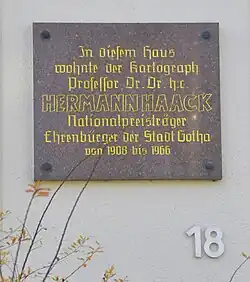 In diesem Haus
wohnte der Kartograph
Professor Dr. Dr. h.c.
HERMANN HAACK
Nationalpreisträger
Ehrenbürger der Stadt Gotha
von 1908 bis 1966
18